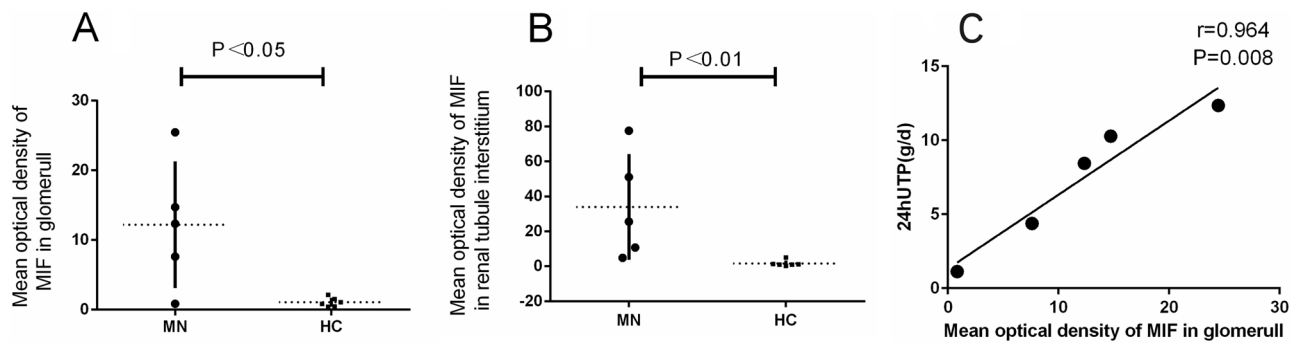 A
P<0.05
Mean optical density of
MIF in glomerull
30
20
10
0
MN
HC
B
P<0.01
Mean optical density of MIF
in renal tubule interstitium
100
80
60
40
20
0
-20
MN
HC
C
r=0.964
P=0.008
24hUTP(g/d)
15
10
5
0
0
10
20
30
Mean optical density of MIF in glomerull